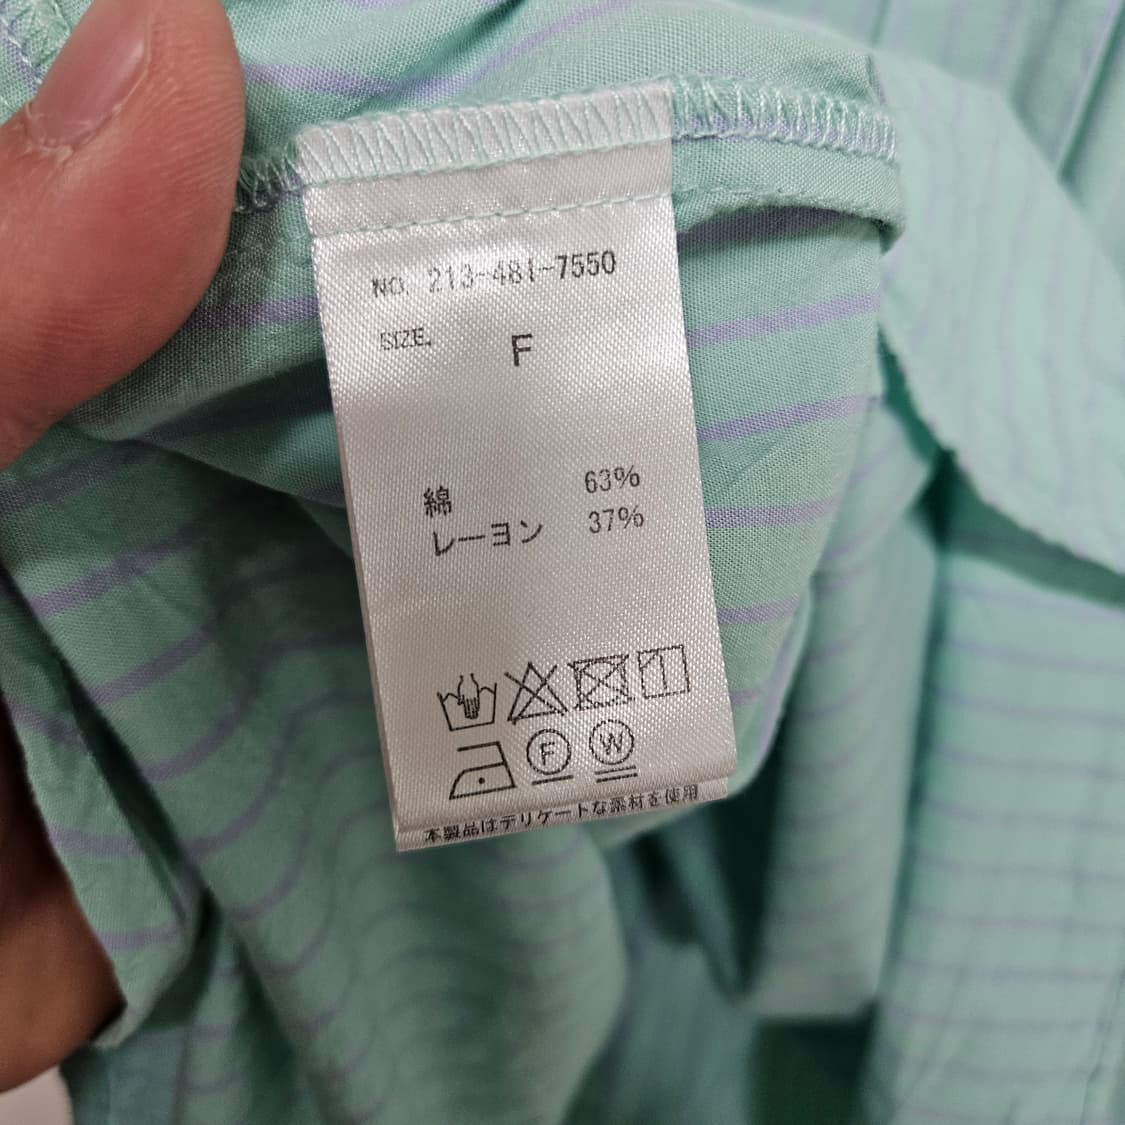 NO. 213-481-7550
SIZE. F
綿 63%
レーヨン 37%
F W
本製品はデリケートな素材を使用